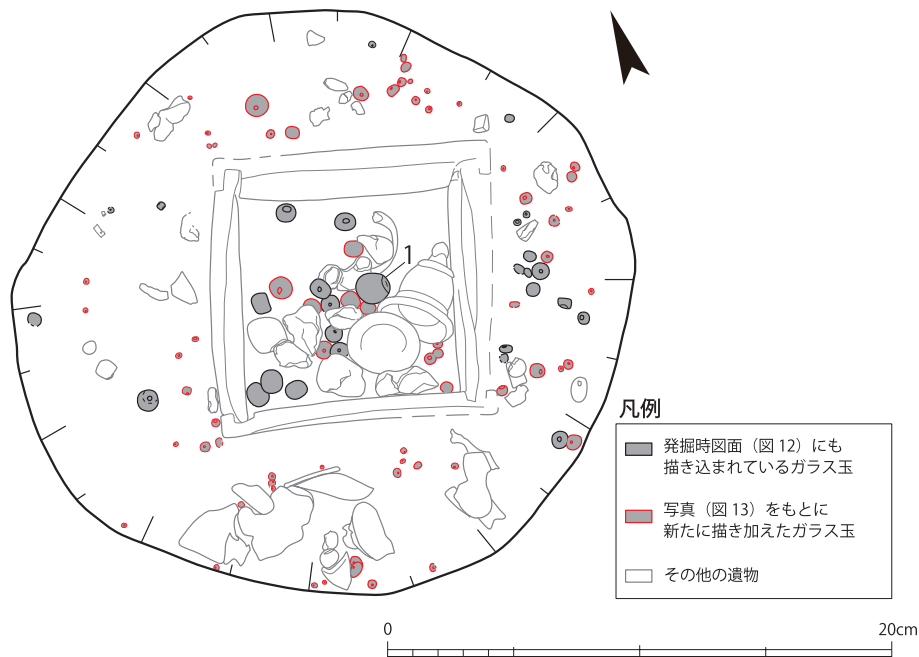 1
凡例
発掘時図面（図 12）にも
描き込まれているガラス玉
写真（図 13）をもとに
新たに描き加えたガラス玉
その他の遺物
0
20cm